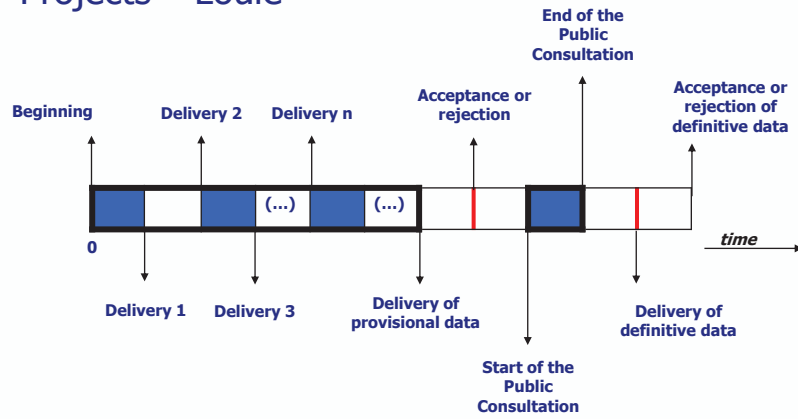 End of the
Public
Consultation
Acceptance or
rejection of
definitive data
Acceptance or
rejection
Beginning
Delivery 2
Delivery n
(...)
(...)
0
time
Delivery 1
Delivery 3
Delivery of
provisional data
Delivery of
definitive data
Start of the
Public
Consultation